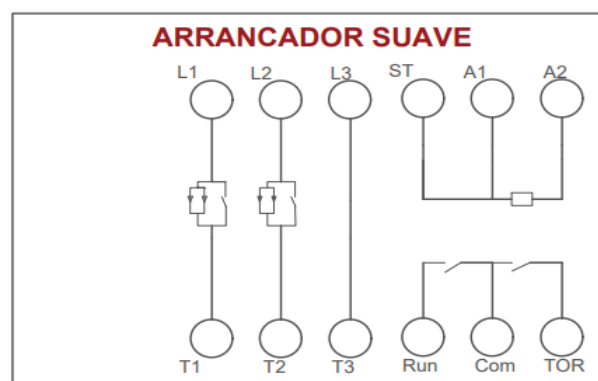 ARRANCADOR SUAVE
L1 L2 L3 ST A1 A2
T1 T2 T3 Run Com TOR